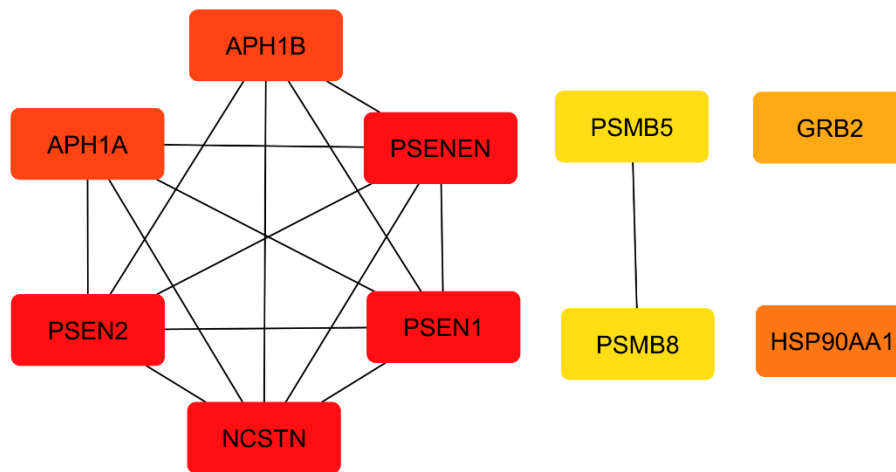 APH1B
APH1A
PSENEN
PSMB5
GRB2
PSEN2
PSEN1
PSMB8
HSP90AA1
NCSTN